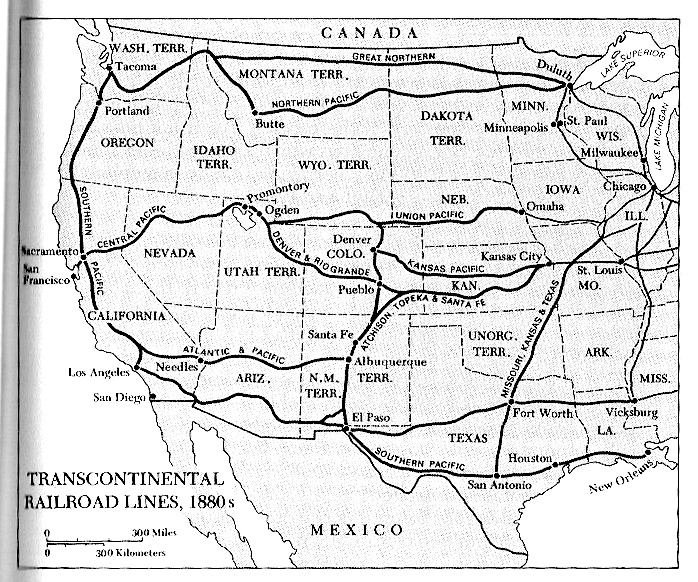 CANADA
WASH. TERR.
Tacoma
GREAT NORTHERN
MONTANA TERR.
Duluth
LAKE SUPERIOR
NORTHERN PACIFIC
Portland
Butte
DAKOTA
TERR.
MINN.
Minneapolis
St. Paul
WIS.
Milwaukee
LAKE MICHIGAN
OREGON
IDAHO
TERR.
WYO. TERR.
SOUTHERN
PACIFIC
Promontory
Ogden
CENTRAL PACIFIC
NEB.
UNION PACIFIC
IOWA
Omaha
Chicago
ILL.
Sacramento
San
Francisco
NEVADA
UTAH TERR.
DENVER & RIO GRANDE
Denver
COLO.
Pueblo
KANSAS PACIFIC
Kansas City
KAN.
St. Louis
MO.
ATCHISON, TOPEKA & SANTA FE
CALIFORNIA
Santa Fe
ATLANTIC & PACIFIC
Los Angeles
Needles
Albuquerque
ARIZ.
N.M.
TERR.
TERR.
UNORG.
TERR.
MISSOURI, KANSAS & TEXAS
ARK.
MISS.
San Diego
El Paso
Fort Worth
Vicksburg
TEXAS
LA.
SOUTHERN PACIFIC
Houston
San Antonio
New Orleans
TRANSCONTINENTAL
RAILROAD LINES, 1880s
0 300 Miles
0 300 Kilometers
MEXICO